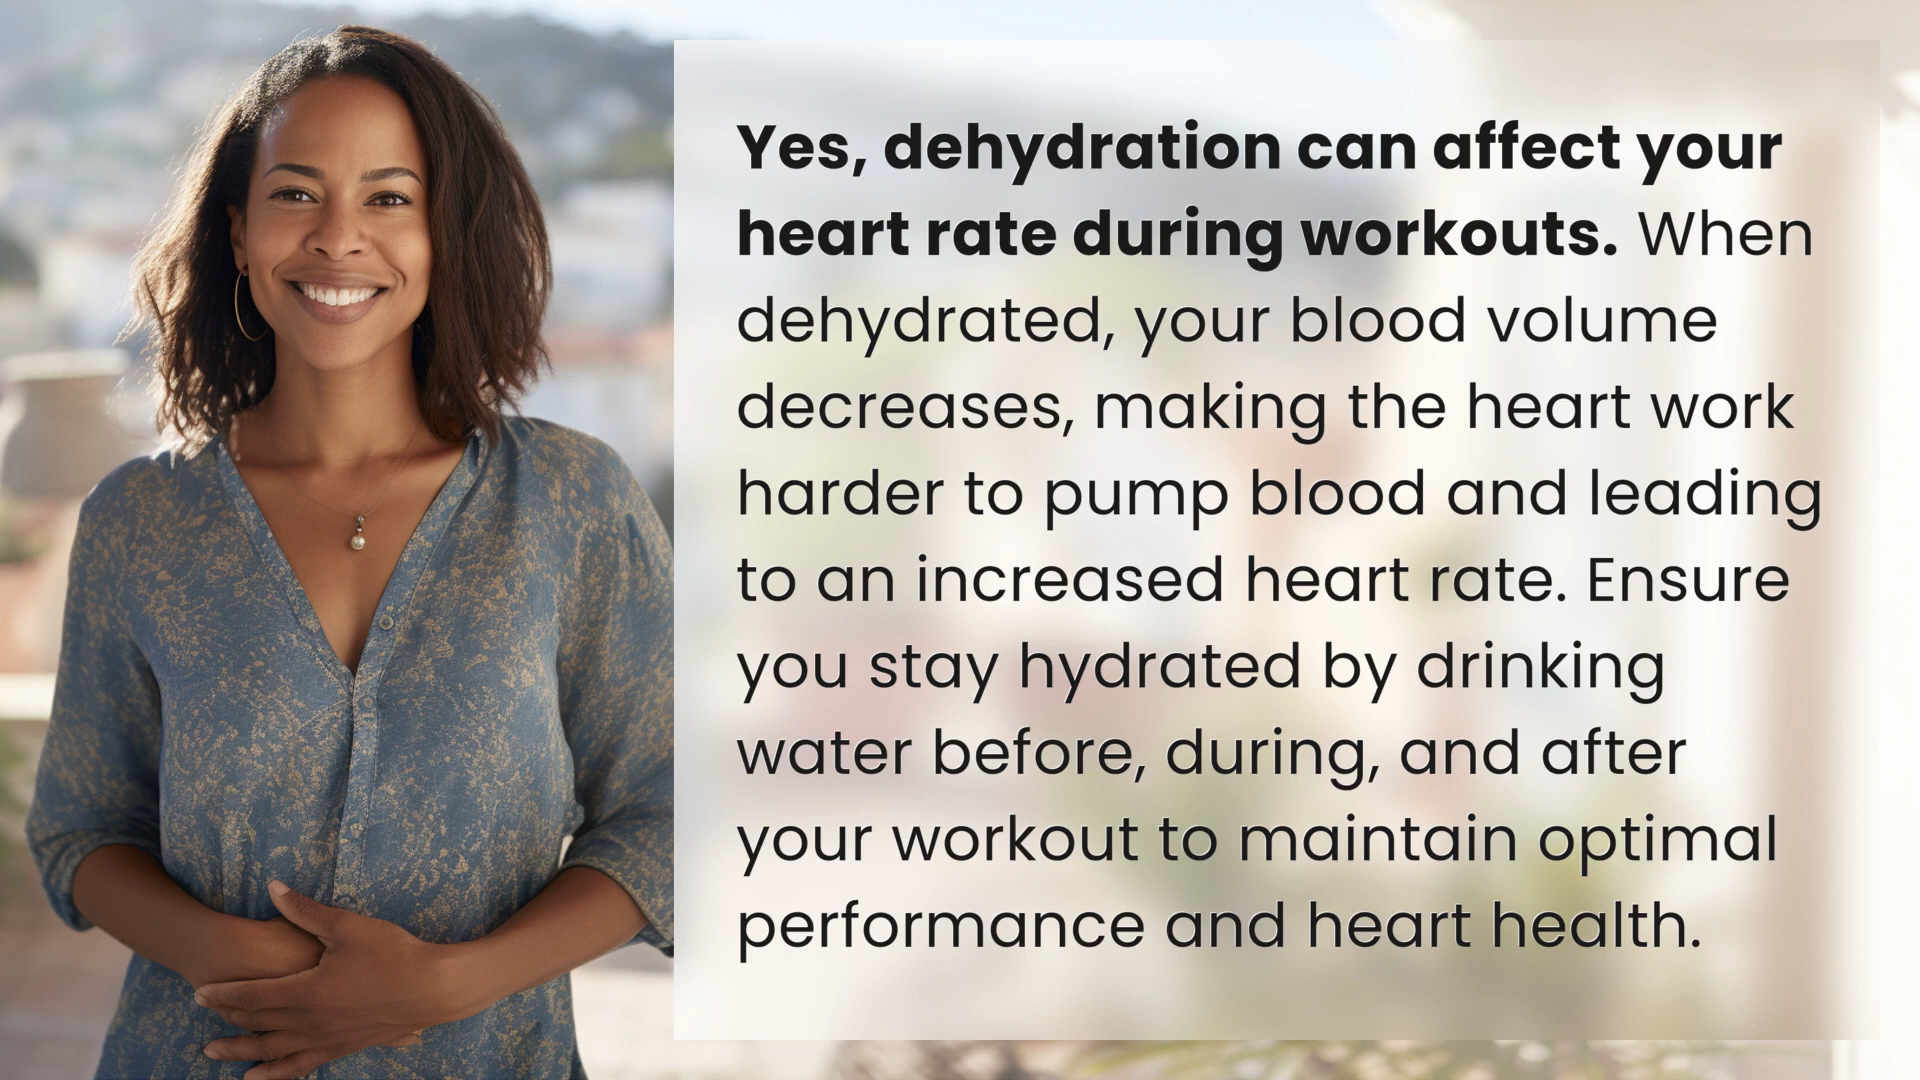 Yes, dehydration can affect your
heart rate during workouts. When
dehydrated, your blood volume
decreases, making the heart work
harder to pump blood and leading
to an increased heart rate. Ensure
you stay hydrated by drinking
water before, during, and after
your workout to maintain optimal
performance and heart health.